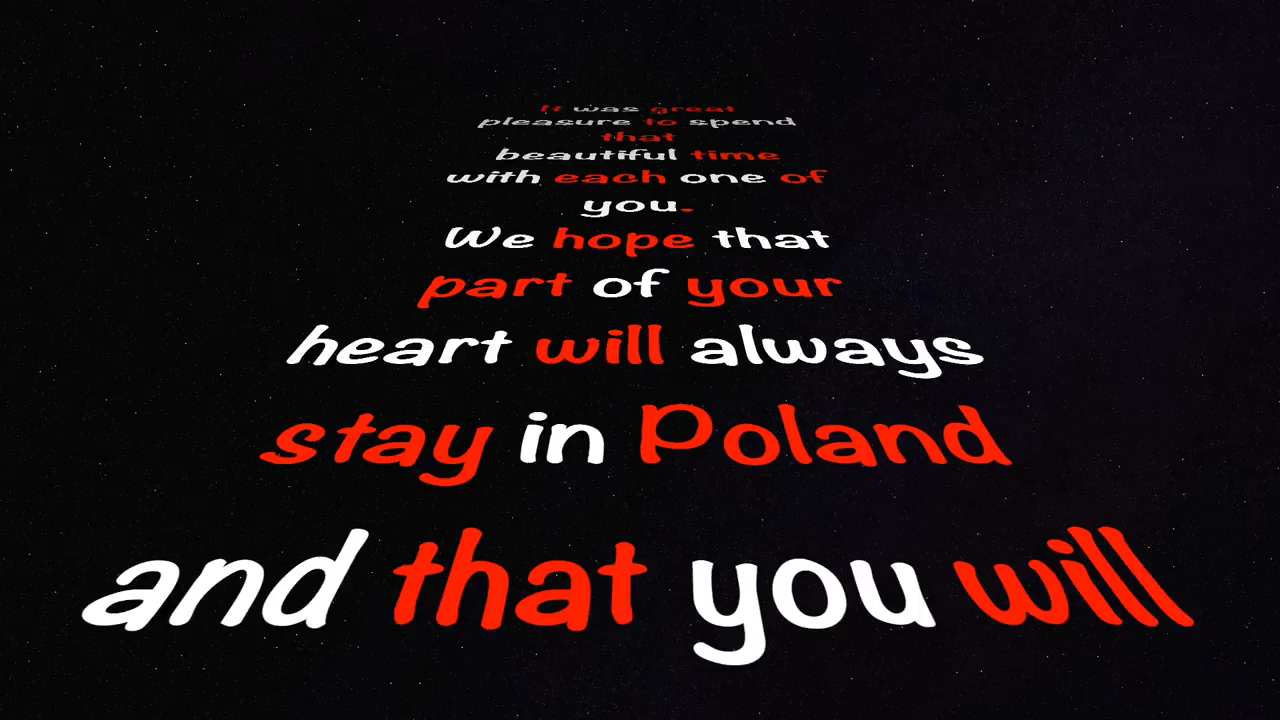 It was great
pleasure to spend
that
beautiful time
with each one of
you.
We hope that
part of your
heart will always
stay in Poland
and that you will